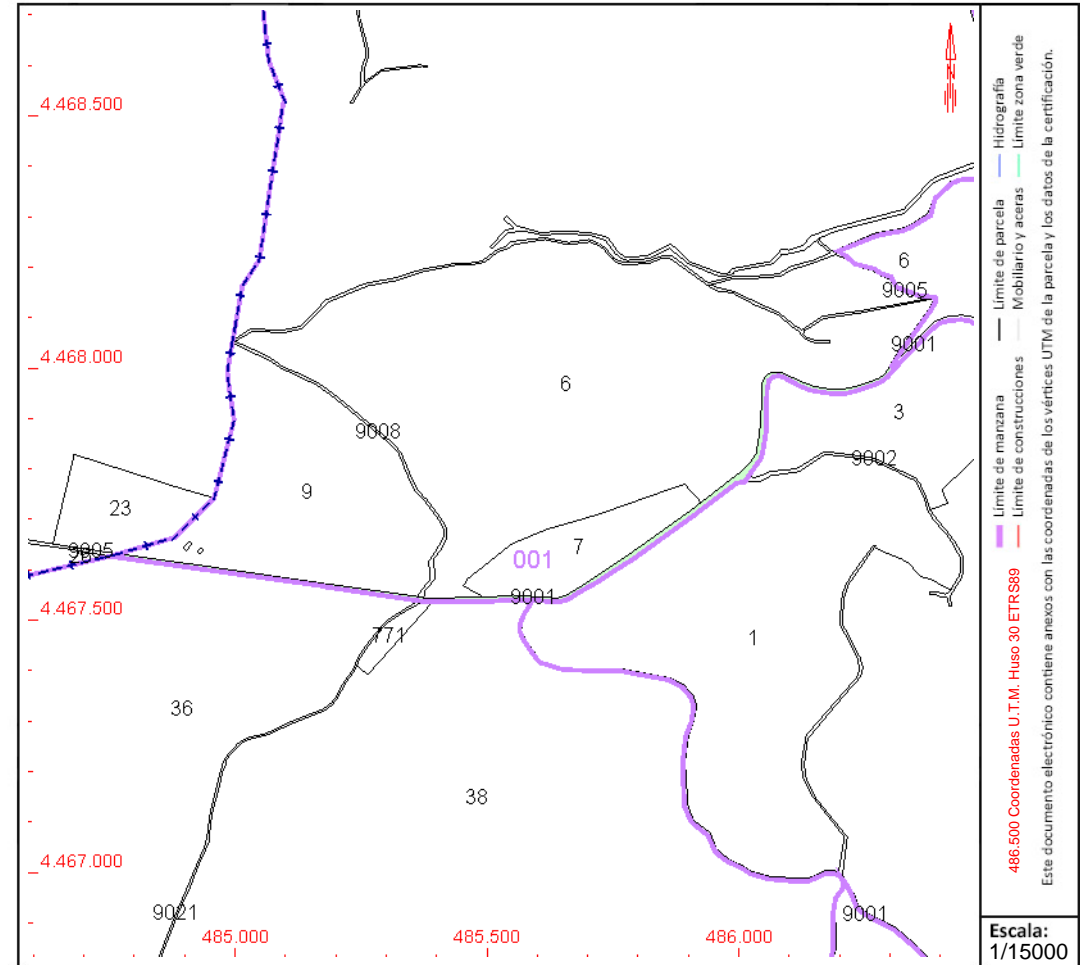 4.468.500
4.468.000
4.467.500
4.467.000
485.000
485.500
486.000
6
9005
9001
6
3
9008
9002
9
23
7
001
9005
9001
771
1
36
38
9021
9001
N
Límite de manzana
Límite de parcela
Hidrografía
Límite de construcciones
Mobiliario y aceras
Límite zona verde
486.500 Coordenadas U.T.M. Huso 30 ETRS89
Este documento electrónico contiene anexos con las coordenadas de los vértices UTM de la parcela y los datos de la certificación.
Escala:
1/15000